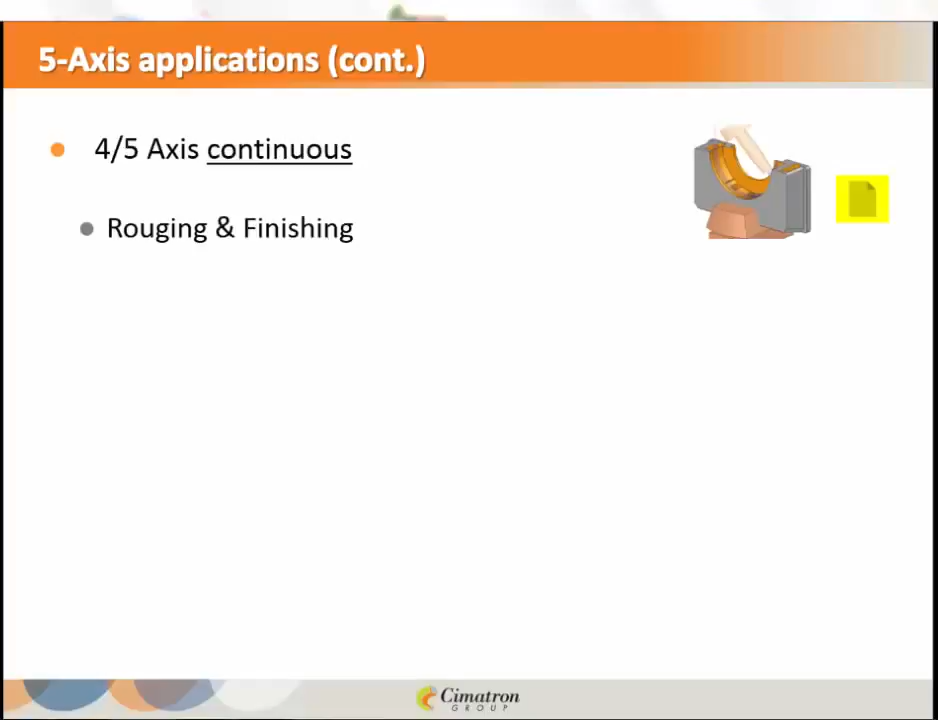 5-Axis applications (cont.)
4/5 Axis continuous
Rouging & Finishing
Cimatron
GROUP